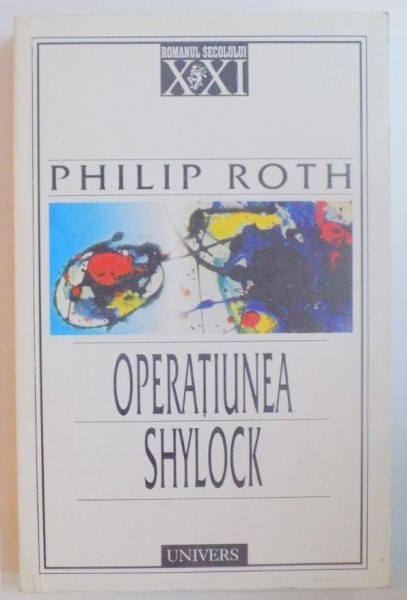 ROMANUL SECOLULUI
XXI
PHILIP ROTH
OPERAȚIUNEA
SHYLOCK
UNIVERS